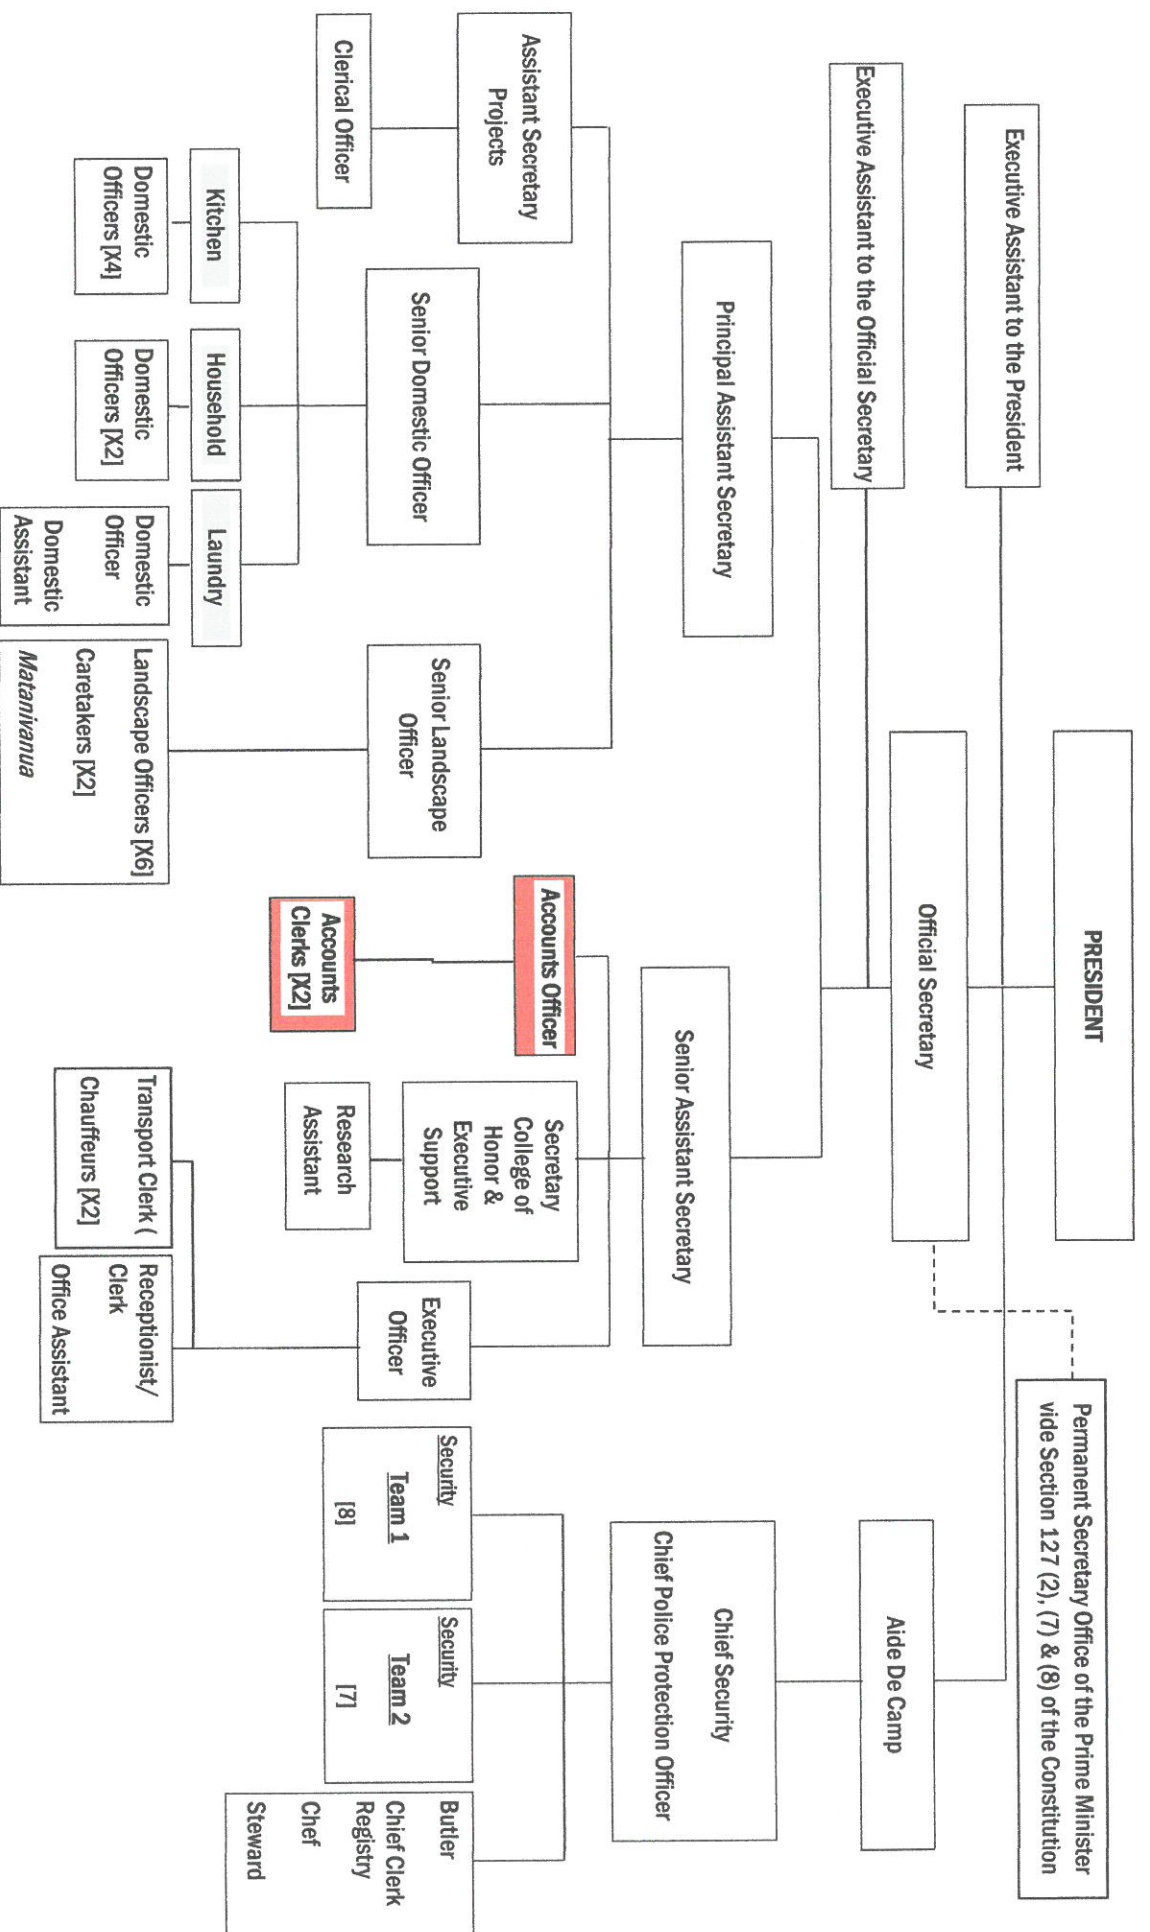 PRESIDENT
Permanent Secretary Office of the Prime Minister
vide Section 127 (2), (7) & (8) of the Constitution
Executive Assistant to the President
Official Secretary
Aide De Camp
Executive Assistant to the Official Secretary
Principal Assistant Secretary
Senior Assistant Secretary
Chief Security
Chief Police Protection Officer
Assistant Secretary
Projects
Clerical Officer
Senior Domestic Officer
Senior Landscape
Officer
Accounts Officer
Accounts
Clerks [X2]
Secretary
College of
Honor &
Executive
Support
Research
Assistant
Executive
Officer
Security
Team 1
[8]
Security
Team 2
[7]
Butler
Chief Clerk
Registry
Chef
Steward
Kitchen
Household
Laundry
Domestic
Officers [X4]
Domestic
Officers [X2]
Domestic
Officer
Domestic
Assistant
Landscape Officers [X6]
Caretakers [X2]
Matanivanua
Transport Clerk (
Chauffeurs [X2]
Receptionist/
Clerk
Office Assistant